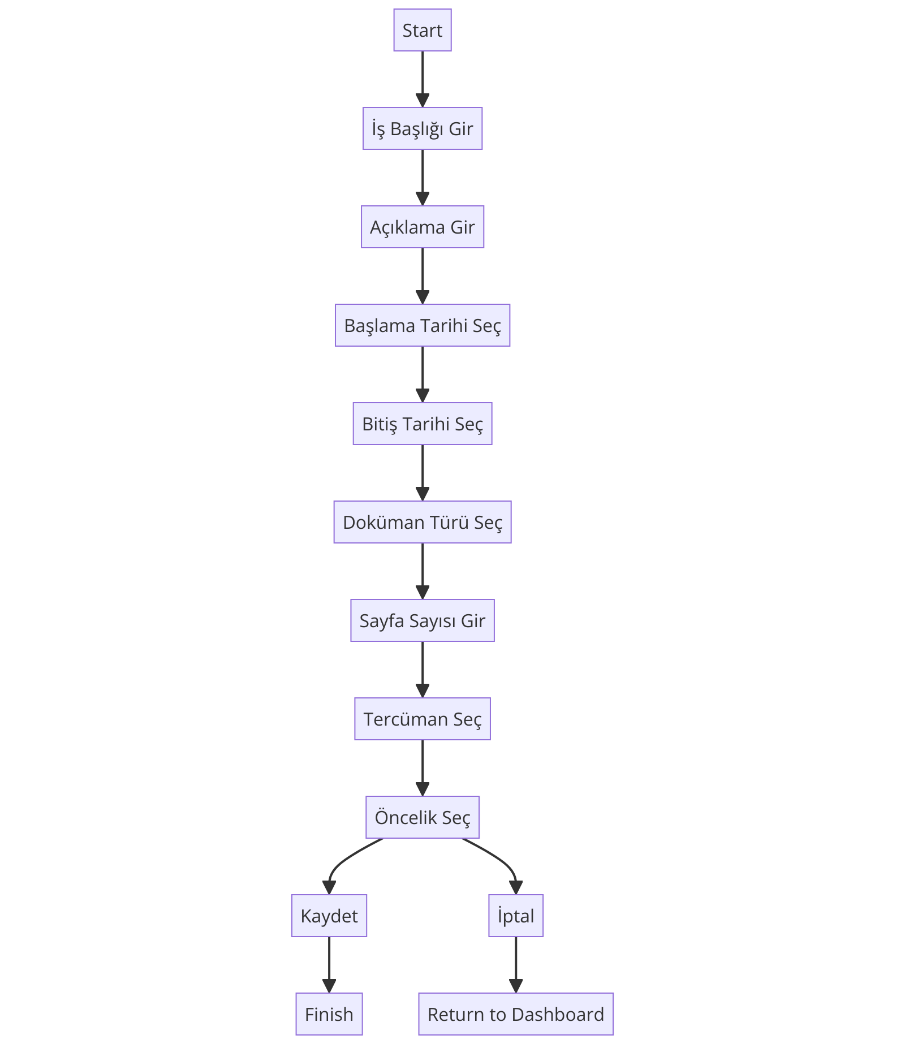 Start
İş Başlığı Gir
Açıklama Gir
Başlama Tarihi Seç
Bitiş Tarihi Seç
Doküman Türü Seç
Sayfa Sayısı Gir
Tercüman Seç
Öncelik Seç
Kaydet
İptal
Finish
Return to Dashboard